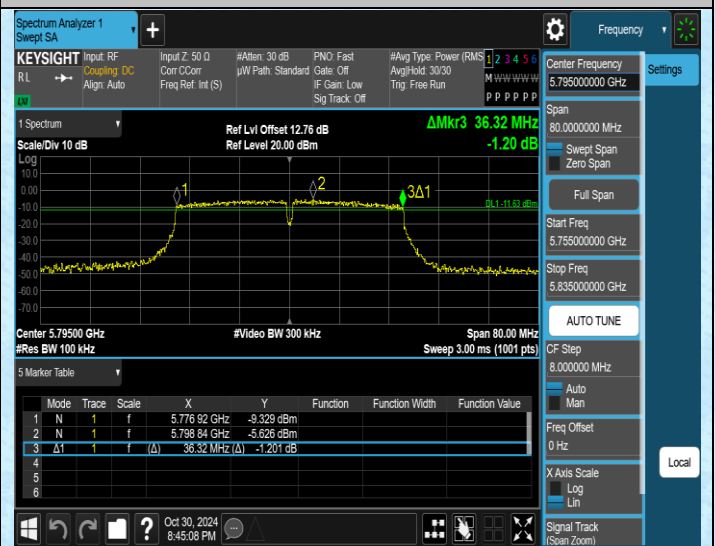 Spectrum Analyzer 1
Swept SA
+
Frequency
KEYSIGHT
RL
Input: RF
Coupling: DC
Align: Auto
Input Z: 50 Ω
Corr CCorr
Freq Ref: Int (S)
#Atten: 30 dB
µW Path: Standard
PNO: Fast
Gate: Off
IF Gain: Low
Sig Track: Off
#Avg Type: Power (RMS
Avg|Hold: 30/30
Trig: Free Run
1 2 3 4 5 6
M W W W W W
P P P P P P
LW
1 Spectrum
Scale/Div 10 dB
Ref Lvl Offset 12.76 dB
Ref Level 20.00 dBm
ΔMkr3 36.32 MHz
-1.20 dB
Log
10.0
0.00
-10.0
-20.0
-30.0
-40.0
-50.0
-60.0
-70.0
1
2
3Δ1
DL1 -11.63 dBm
Center 5.79500 GHz
#Res BW 100 kHz
#Video BW 300 kHz
Span 80.00 MHz
Sweep 3.00 ms (1001 pts)
5 Marker Table
Mode Trace Scale X Y Function Function Width Function Value
1 N 1 f 5.776 92 GHz -9.329 dBm
2 N 1 f 5.798 84 GHz -5.626 dBm
3 Δ1 1 f (Δ) 36.32 MHz (Δ) -1.201 dB
4
5
6
?
Oct 30, 2024
8:45:08 PM
Center Frequency
5.795000000 GHz
Span
80.0000000 MHz
Swept Span
Zero Span
Full Span
Start Freq
5.755000000 GHz
Stop Freq
5.835000000 GHz
AUTO TUNE
CF Step
8.000000 MHz
Auto
Man
Freq Offset
0 Hz
X Axis Scale
Log
Lin
Signal Track
(Span Zoom)
Settings
Local